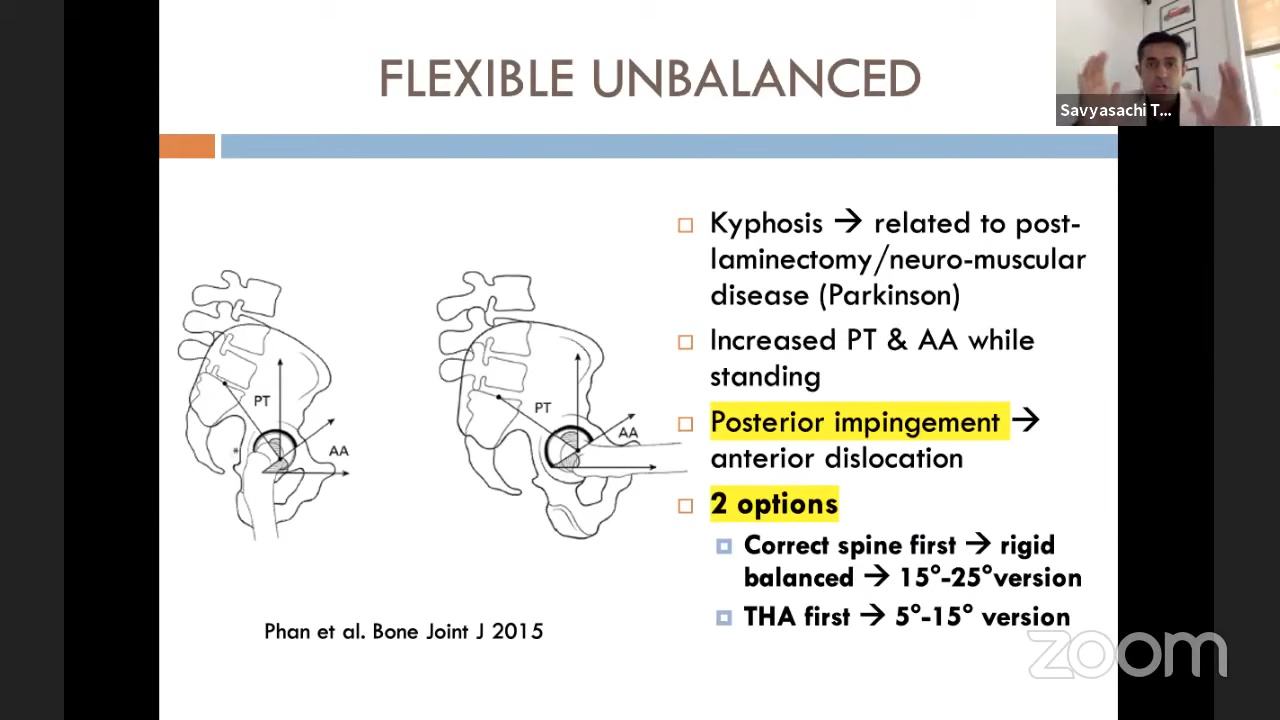 FLEXIBLE UNBALANCED
Savyasachi T...
Kyphosis → related to post-
laminectomy/neuro-muscular
disease (Parkinson)
Increased PT & AA while
standing
Posterior impingement →
anterior dislocation
2 options
Correct spine first → rigid
balanced → 15°-25°version
THA first → 5°-15° version
PT
AA
*
PT
AA
Phan et al. Bone Joint J 2015
zoom